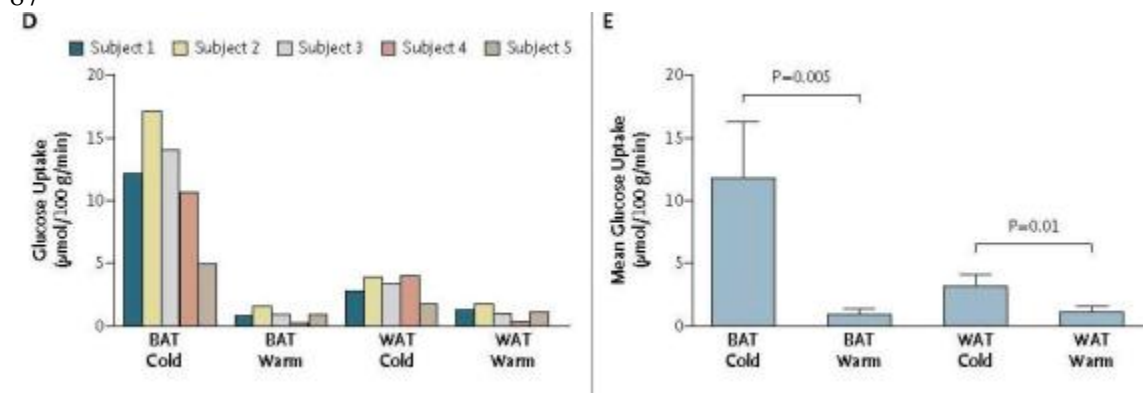 D
Subject 1 Subject 2 Subject 3 Subject 4 Subject 5
Glucose Uptake
(µmol/100 g/min)
20
15
10
5
0
BAT BAT WAT WAT
Cold Warm Cold Warm
E
Mean Glucose Uptake
(µmol/100 g/min)
20
15
10
5
0
P=0.005
P=0.01
BAT BAT WAT WAT
Cold Warm Cold Warm